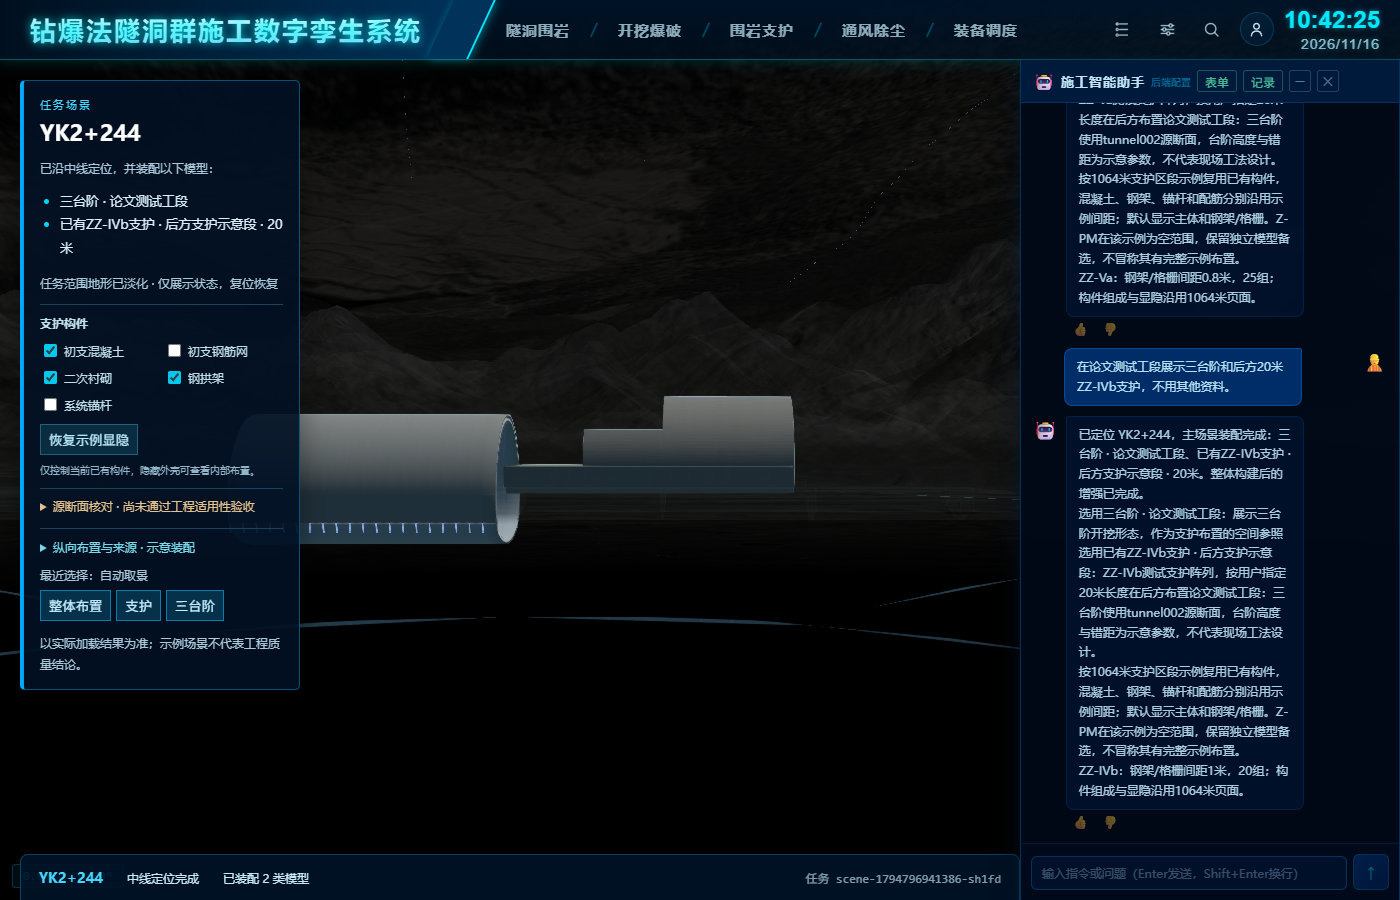 钻爆法隧洞群施工数字孪生系统
隧洞围岩 / 开挖爆破 / 围岩支护 / 通风除尘 / 装备调度
10:42:25
2026/11/16
任务场景
YK2+244
已沿中线定位，并装配以下模型：
三台阶 · 论文测试工段
已有ZZ-IVb支护 · 后方支护示意段 · 20
米
任务范围地形已淡化 · 仅展示状态，复位恢复
支护构件
初支混凝土 初支钢筋网
二次衬砌 钢拱架
系统锚杆
恢复示例显隐
仅控制当前已有构件，隐藏外壳可查看内部布置。
源断面核对 · 尚未通过工程适用性验收
纵向布置与来源 · 示意装配
最近选择：自动取景
整体布置 支护 三台阶
以实际加载结果为准；示例场景不代表工程质
量结论。
YK2+244 中线定位完成 已装配 2 类模型
任务 scene-1794796941386-sh1fd
施工智能助手 后端配置 表单 记录
长度在后方布置论文测试工段：三台阶
使用tunnel002源断面，台阶高度与错
距为示意参数，不代表现场工法设计。
按1064米支护区段示例复用已有构件，
混凝土、钢架、锚杆和配筋分别沿用示
例间距；默认显示主体和钢架/格栅。Z-
PM在该示例为空范围，保留独立模型备
选，不冒称其有完整示例布置。
ZZ-Va：钢架/格栅间距0.8米，25组；
构件组成与显隐沿用1064米页面。
在论文测试工段展示三台阶和后方20米
ZZ-IVb支护，不用其他资料。
已定位 YK2+244，主场景装配完成：三
台阶 · 论文测试工段、已有ZZ-IVb支护 ·
后方支护示意段 · 20米。整体构建后的
增强已完成。
选用三台阶 · 论文测试工段：展示三台
阶开挖形态，作为支护布置的空间参照
选用已有ZZ-IVb支护 · 后方支护示意
段：ZZ-IVb测试支护阵列，按用户指定
20米长度在后方布置论文测试工段：三
台阶使用tunnel002源断面，台阶高度
与错距为示意参数，不代表现场工法设
计。
按1064米支护区段示例复用已有构件，
混凝土、钢架、锚杆和配筋分别沿用示
例间距；默认显示主体和钢架/格栅。Z-
PM在该示例为空范围，保留独立模型备
选，不冒称其有完整示例布置。
ZZ-IVb：钢架/格栅间距1米，20组；构
件组成与显隐沿用1064米页面。
输入指令或问题（Enter发送，Shift+Enter换行）